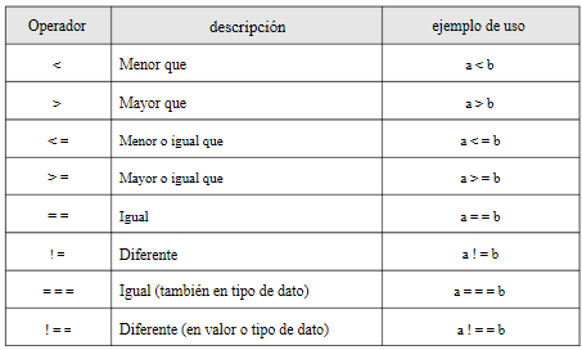 Operador descripción ejemplo de uso
< Menor que a < b
> Mayor que a > b
< = Menor o igual que a < = b
> = Mayor o igual que a > = b
= = Igual a = = b
! = Diferente a ! = b
= = = Igual (también en tipo de dato) a = = = b
! = = Diferente (en valor o tipo de dato) a ! = = b